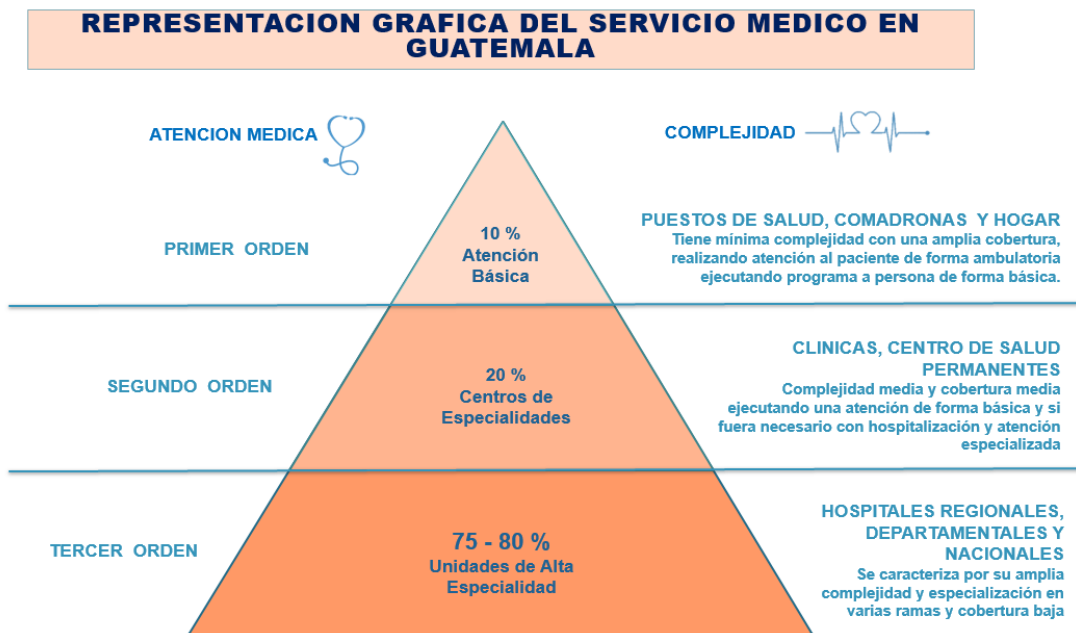 REPRESENTACION GRAFICA DEL SERVICIO MEDICO EN
GUATEMALA
ATENCION MEDICA
COMPLEJIDAD
PRIMER ORDEN
10 %
Atención
Básica
PUESTOS DE SALUD, COMADRONAS Y HOGAR
Tiene mínima complejidad con una amplia cobertura,
realizando atención al paciente de forma ambulatoria
ejecutando programa a persona de forma básica.
SEGUNDO ORDEN
20 %
Centros de
Especialidades
CLINICAS, CENTRO DE SALUD
PERMANENTES
Complejidad media y cobertura media
ejecutando una atención de forma básica y si
fuera necesario con hospitalización y atención
especializada
TERCER ORDEN
75 - 80 %
Unidades de Alta
Especialidad
HOSPITALES REGIONALES,
DEPARTAMENTALES Y
NACIONALES
Se caracteriza por su amplia
complejidad y especialización en
varias ramas y cobertura baja